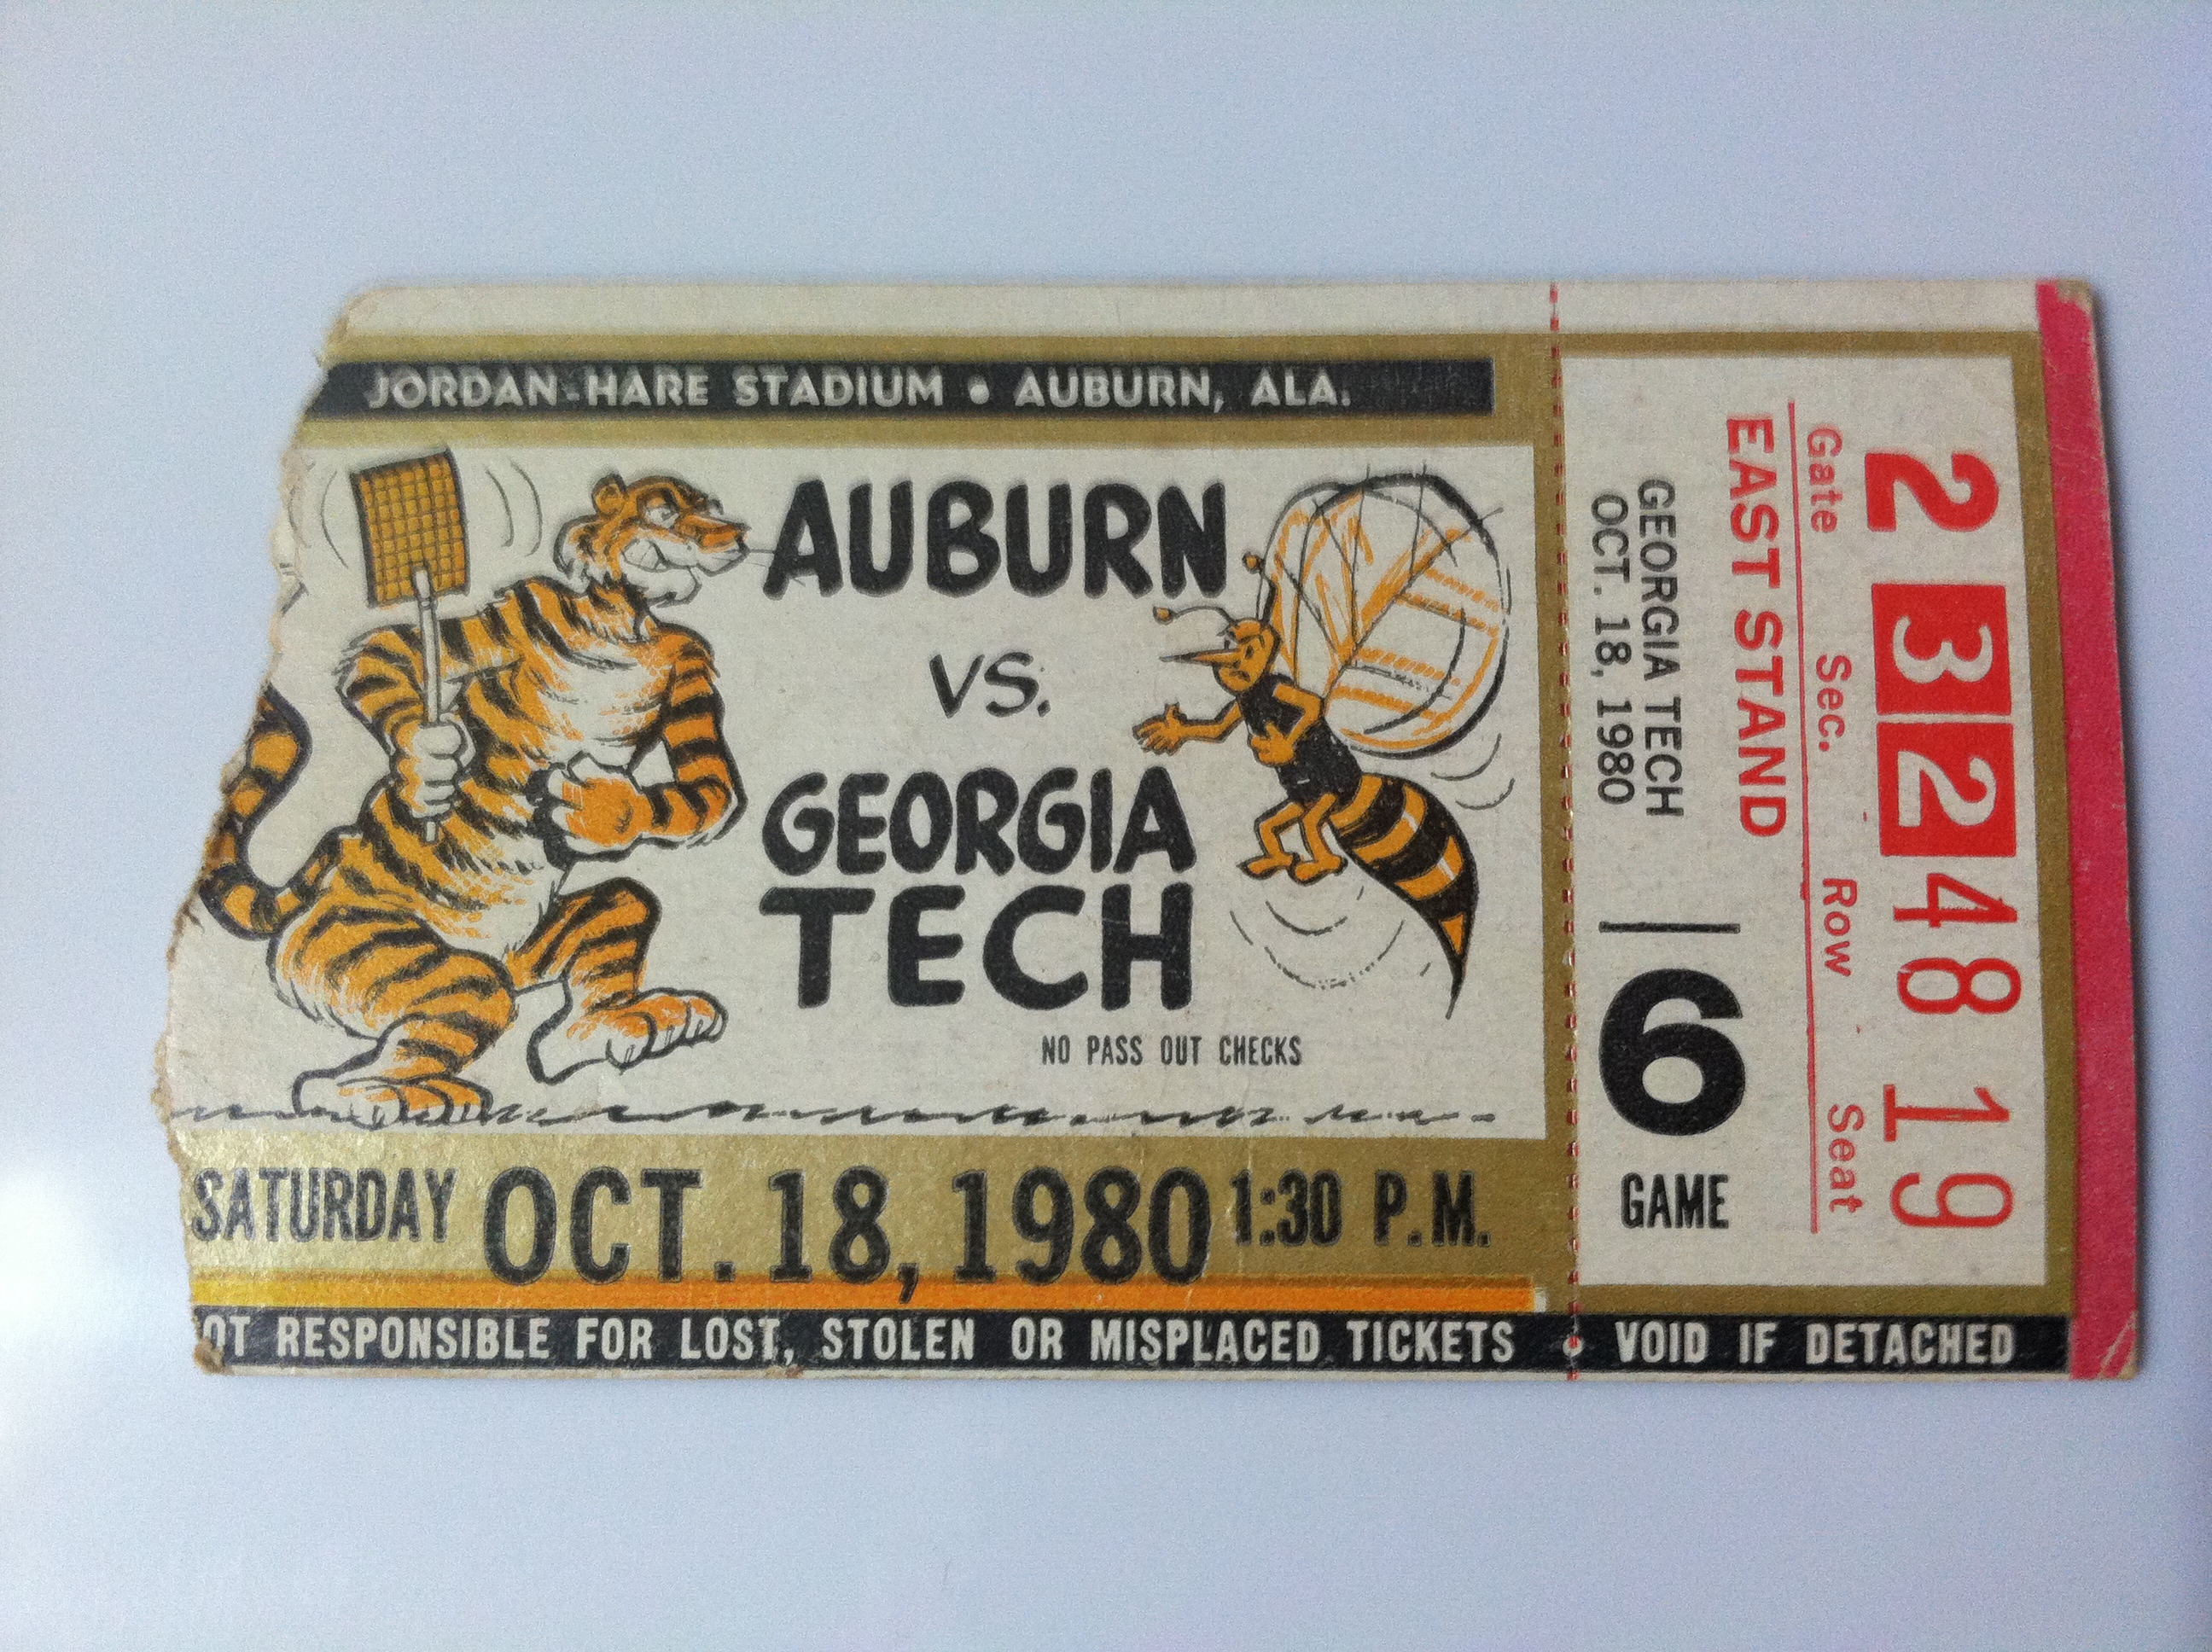 JORDAN-HARE STADIUM • AUBURN, ALA.
AUBURN
VS.
GEORGIA
TECH
NO PASS OUT CHECKS
SATURDAY OCT. 18, 1980 1:30 P.M.
OT RESPONSIBLE FOR LOST, STOLEN OR MISPLACED TICKETS • VOID IF DETACHED
2 32 48 19
Gate Sec. Row Seat
EAST STAND
GEORGIA TECH
OCT. 18, 1980
6
GAME